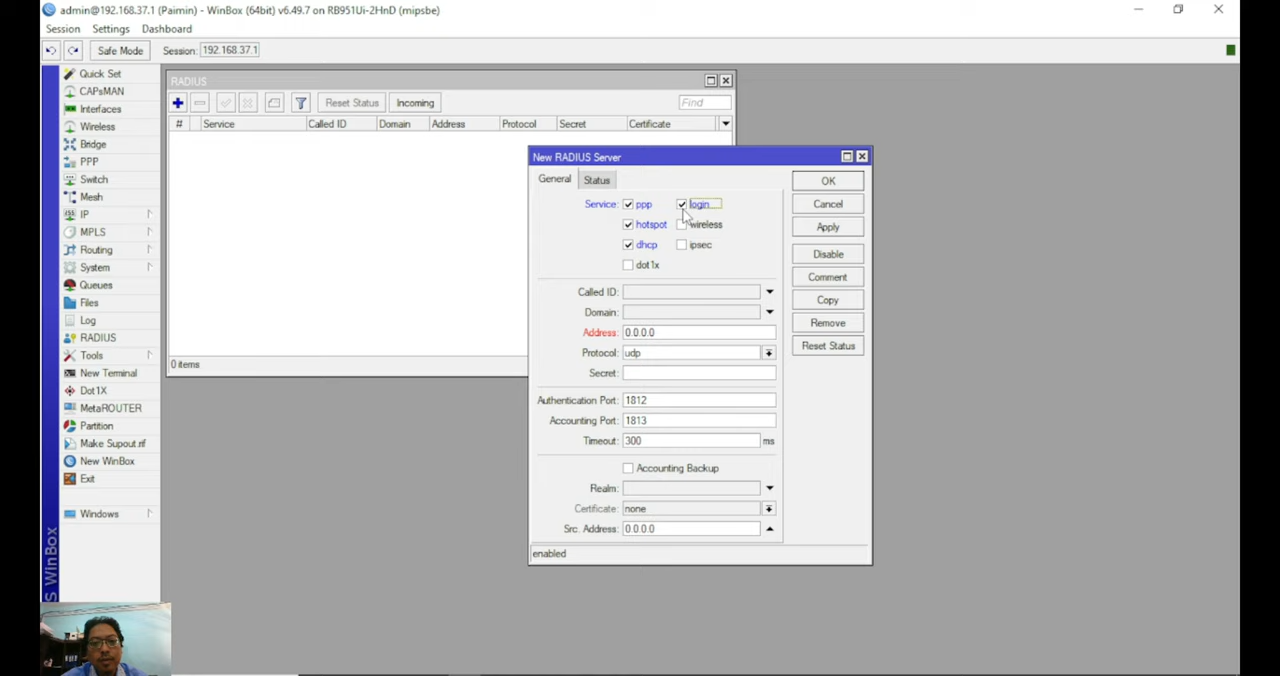 admin@192.168.37.1 (Paimin) - WinBox (64bit) v6.49.7 on RB951Ui-2HnD (mipsbe)
Session Settings Dashboard
Safe Mode Session: 192.168.37.1
Quick Set
CAPsMAN
Interfaces
Wireless
Bridge
PPP
Switch
Mesh
IP
MPLS
Routing
System
Queues
Files
Log
RADIUS
Tools
New Terminal
Dot1X
MetaROUTER
Partition
Make Supout.rif
New WinBox
Exit
Windows
S WinBox
RADIUS
Reset Status Incoming Find
# Service Called ID Domain Address Protocol Secret Certificate
0 items
New RADIUS Server
General Status
Service: ppp login
hotspot wireless
dhcp ipsec
dot1x
Called ID:
Domain:
Address: 0.0.0.0
Protocol: udp
Secret:
Authentication Port: 1812
Accounting Port: 1813
Timeout: 300 ms
Accounting Backup
Realm:
Certificate: none
Src. Address: 0.0.0.0
enabled
OK
Cancel
Apply
Disable
Comment
Copy
Remove
Reset Status